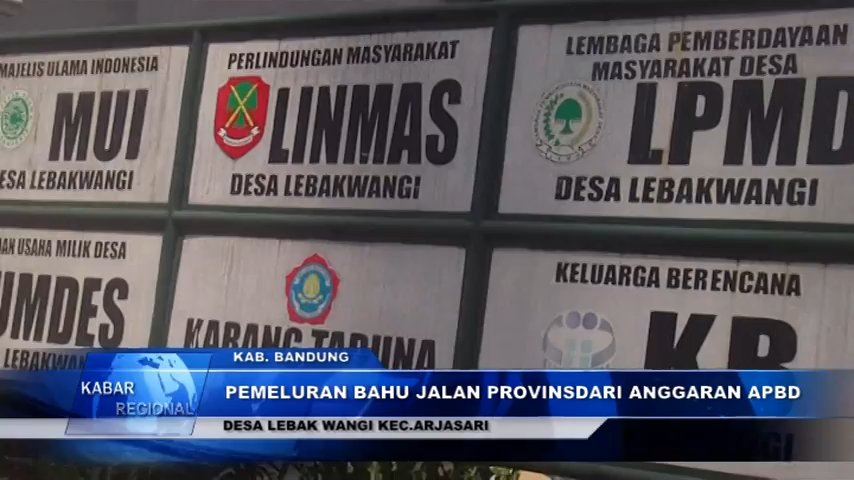 MAJELIS ULAMA INDONESIA
MUI
DESA LEBAKWANGI
PERLINDUNGAN MASYARAKAT
LINMAS
DESA LEBAKWANGI
LEMBAGA PEMBERDAYAAN
MASYARAKAT DESA
LPMD
DESA LEBAKWANGI
USAHA MILIK DESA
UMDES
LEBAKWANGI
KARANG TARUNA
KELUARGA BERENCANA
KB
KAB. BANDUNG
KABAR
REGIONAL
PEMELURAN BAHU JALAN PROVINSDARI ANGGARAN APBD
DESA LEBAK WANGI KEC.ARJASARI